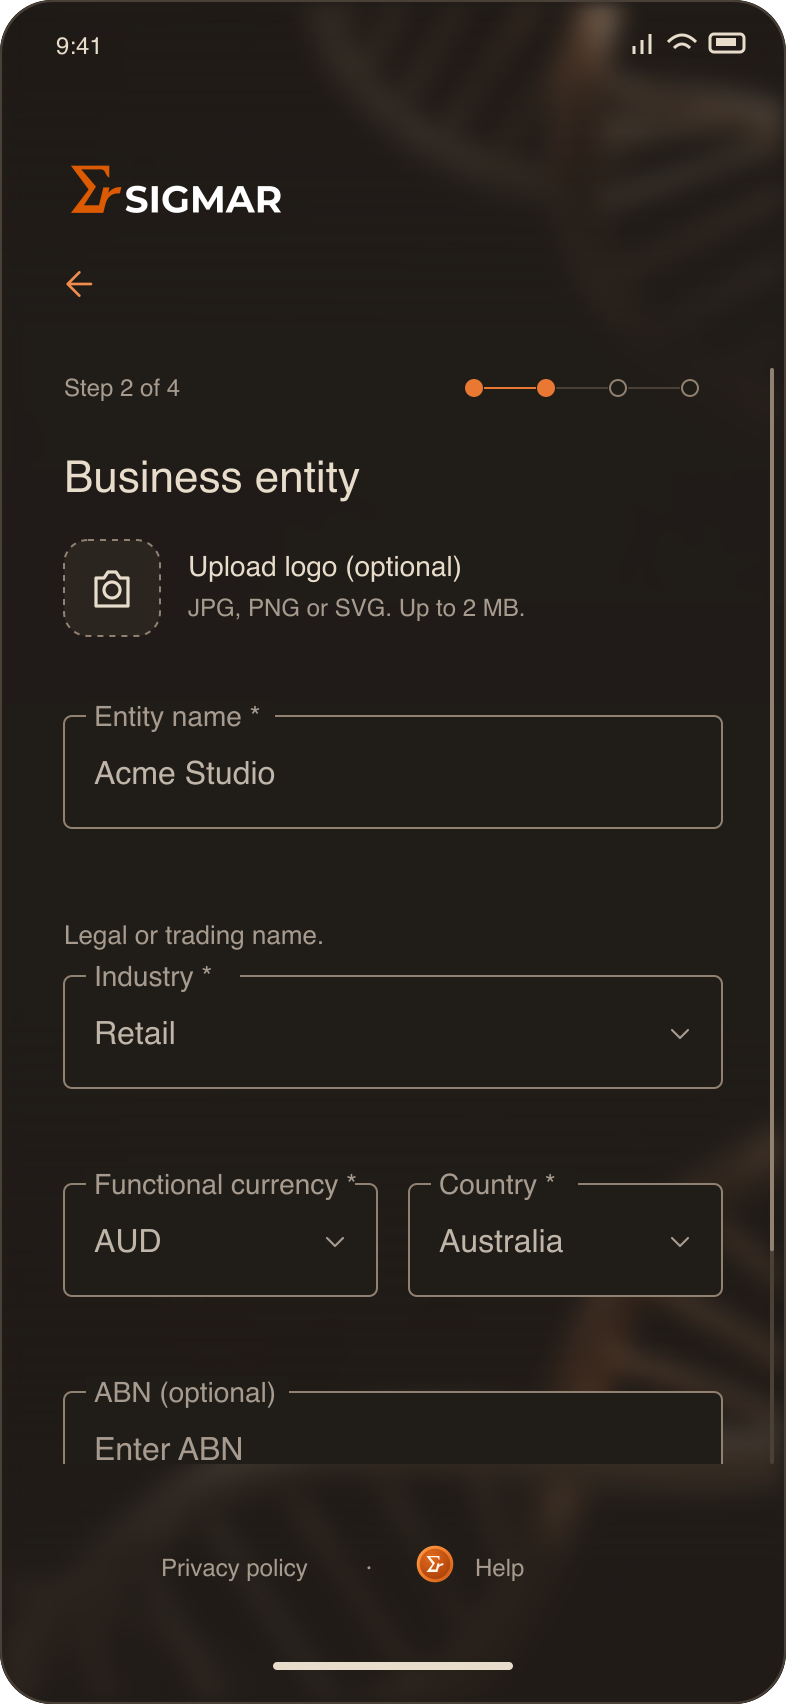 9:41
Σr SIGMAR
Step 2 of 4
Business entity
Upload logo (optional)
JPG, PNG or SVG. Up to 2 MB.
Entity name *
Acme Studio
Legal or trading name.
Industry *
Retail
Functional currency * Country *
AUD Australia
ABN (optional)
Enter ABN
Privacy policy · Σr Help